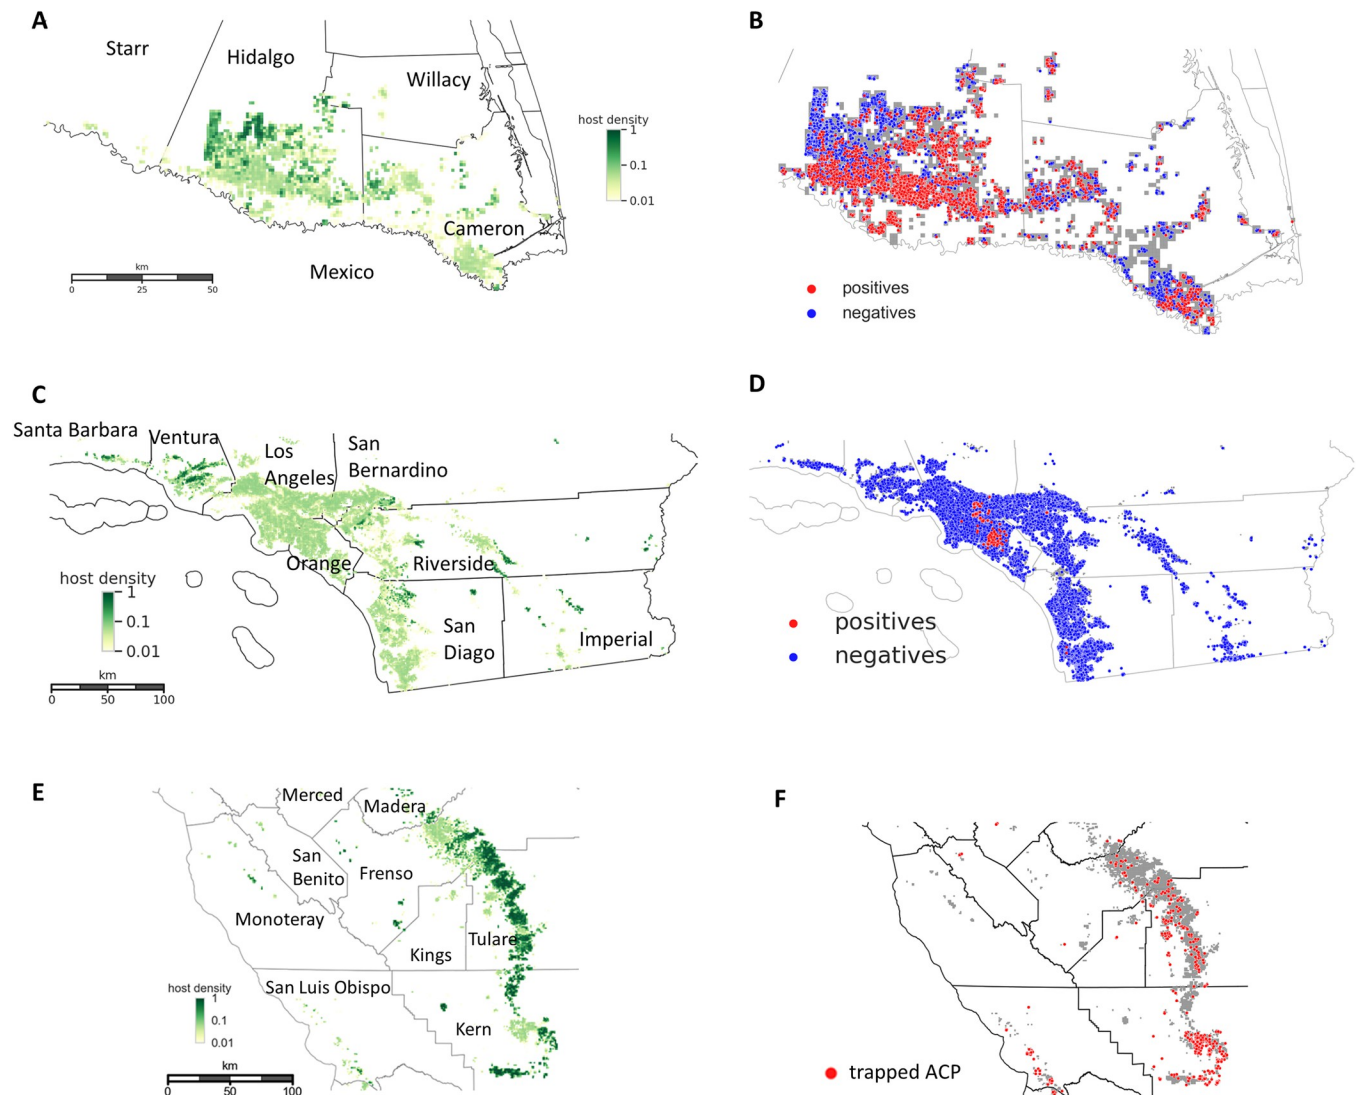 A
Starr
Hidalgo
Willacy
host density
1
0.1
0.01
Cameron
Mexico
km
0 25 50
B
positives
negatives
C
Santa Barbara
Ventura
Los
Angeles
San
Bernardino
Orange
Riverside
host density
1
0.1
0.01
San
Diago
Imperial
km
0 50 100
D
positives
negatives
E
Merced
Madera
San
Benito
Frenso
Monoteray
Tulare
Kings
San Luis Obispo
host density
1
0.1
0.01
Kern
km
0 50 100
F
trapped ACP